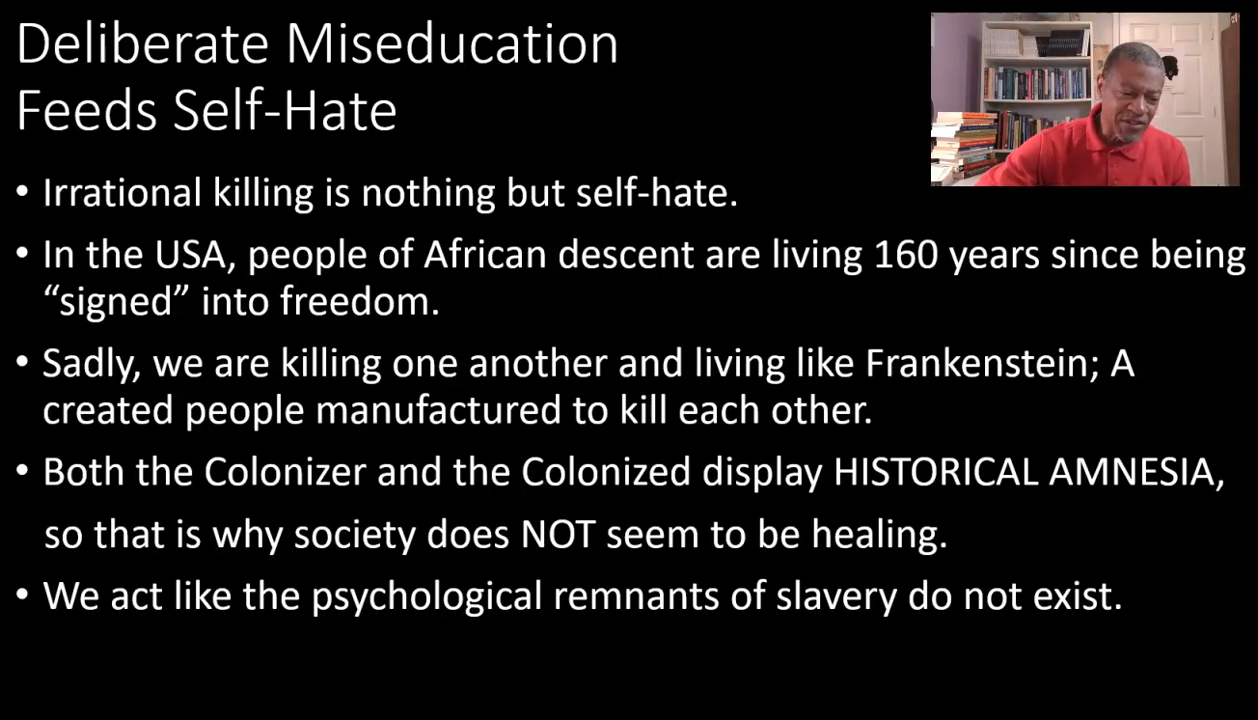 Deliberate Miseducation
Feeds Self-Hate
• Irrational killing is nothing but self-hate.
• In the USA, people of African descent are living 160 years since being
“signed” into freedom.
• Sadly, we are killing one another and living like Frankenstein; A
created people manufactured to kill each other.
• Both the Colonizer and the Colonized display HISTORICAL AMNESIA,
so that is why society does NOT seem to be healing.
• We act like the psychological remnants of slavery do not exist.